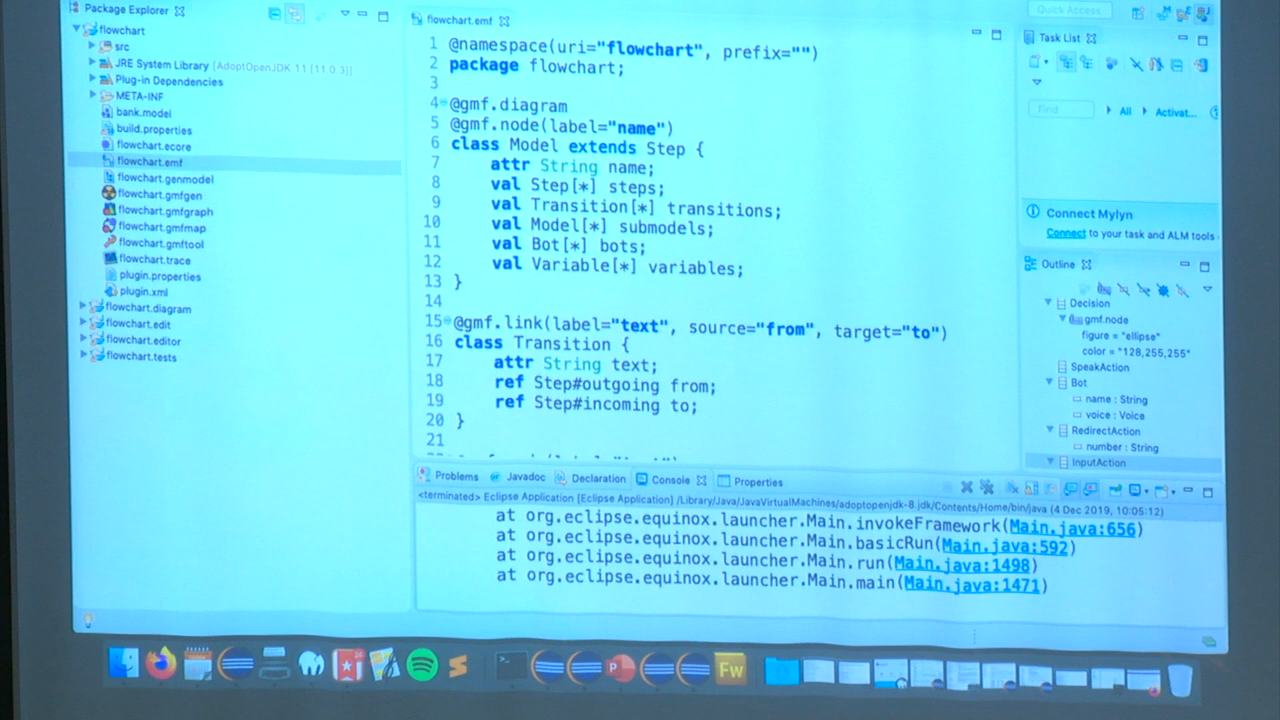 Package Explorer
flowchart
src
JRE System Library [AdoptOpenJDK 11 [11.0.3]]
Plug-in Dependencies
META-INF
bank.model
build.properties
flowchart.ecore
flowchart.emf
flowchart.genmodel
flowchart.gmfgen
flowchart.gmfgraph
flowchart.gmfmap
flowchart.gmftool
flowchart.trace
plugin.properties
plugin.xml
flowchart.diagram
flowchart.edit
flowchart.editor
flowchart.tests
flowchart.emf
1 @namespace(uri="flowchart", prefix="")
2 package flowchart;
3
4 @gmf.diagram
5 @gmf.node(label="name")
6 class Model extends Step {
7 attr String name;
8 val Step[*] steps;
9 val Transition[*] transitions;
10 val Model[*] submodels;
11 val Bot[*] bots;
12 val Variable[*] variables;
13 }
14
15 @gmf.link(label="text", source="from", target="to")
16 class Transition {
17 attr String text;
18 ref Step#outgoing from;
19 ref Step#incoming to;
20 }
21
Quick Access
Task List
Find
All
Activat...
Connect Mylyn
Connect to your task and ALM tools
Outline
Decision
gmf.node
figure = "ellipse"
color = "128,255,255"
SpeakAction
Bot
name : String
voice : Voice
RedirectAction
number : String
InputAction
Problems Javadoc Declaration Console Properties
<terminated> Eclipse Application [Eclipse Application] /Library/Java/JavaVirtualMachines/adoptopenjdk-8.jdk/Contents/Home/bin/java (4 Dec 2019, 10:05:12)
at org.eclipse.equinox.launcher.Main.invokeFramework(Main.java:656)
at org.eclipse.equinox.launcher.Main.basicRun(Main.java:592)
at org.eclipse.equinox.launcher.Main.run(Main.java:1498)
at org.eclipse.equinox.launcher.Main.main(Main.java:1471)
Fw